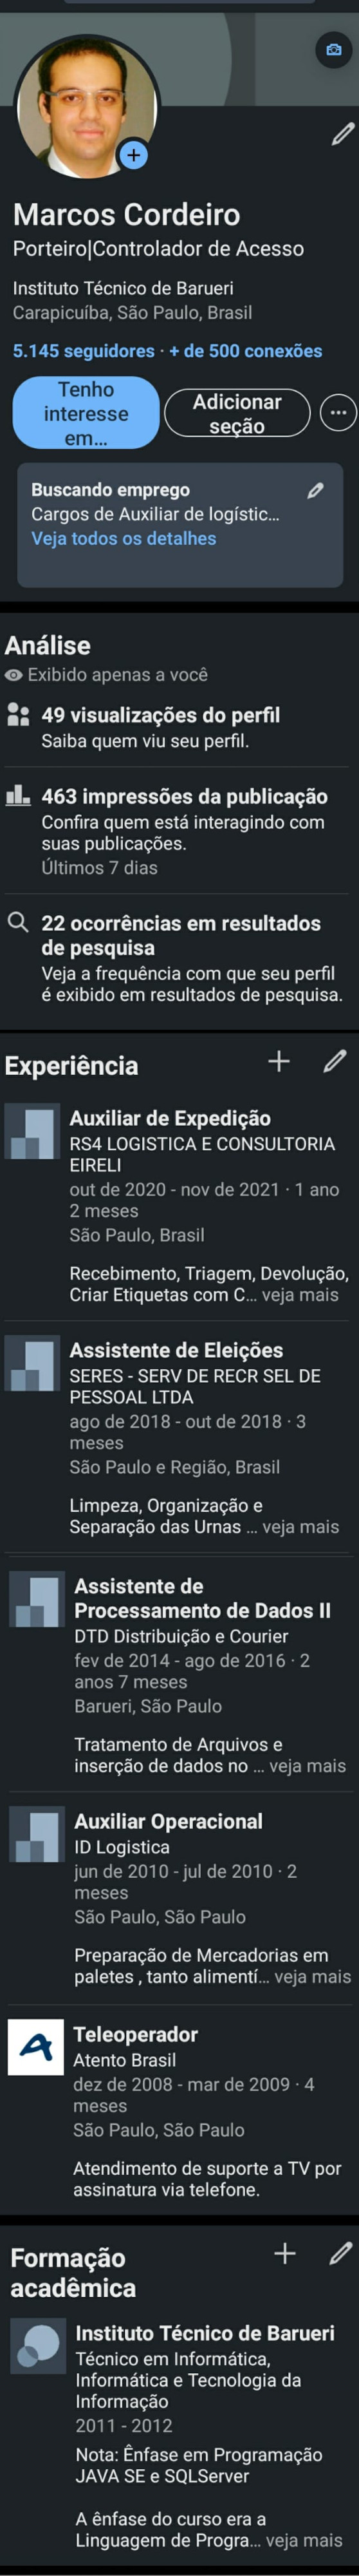 Marcos Cordeiro
Porteiro|Controlador de Acesso
Instituto Técnico de Barueri
Carapicuíba, São Paulo, Brasil
5.145 seguidores · + de 500 conexões
Tenho
interesse
em...
Adicionar
seção
Buscando emprego
Cargos de Auxiliar de logístic...
Veja todos os detalhes
Análise
Exibido apenas a você
49 visualizações do perfil
Saiba quem viu seu perfil.
463 impressões da publicação
Confira quem está interagindo com
suas publicações.
Últimos 7 dias
22 ocorrências em resultados
de pesquisa
Veja a frequência com que seu perfil
é exibido em resultados de pesquisa.
Experiência
Auxiliar de Expedição
RS4 LOGISTICA E CONSULTORIA
EIRELI
out de 2020 - nov de 2021 · 1 ano
2 meses
São Paulo, Brasil
Recebimento, Triagem, Devolução,
Criar Etiquetas com C... veja mais
Assistente de Eleições
SERES - SERV DE RECR SEL DE
PESSOAL LTDA
ago de 2018 - out de 2018 · 3
meses
São Paulo e Região, Brasil
Limpeza, Organização e
Separação das Urnas ... veja mais
Assistente de
Processamento de Dados II
DTD Distribuição e Courier
fev de 2014 - ago de 2016 · 2
anos 7 meses
Barueri, São Paulo
Tratamento de Arquivos e
inserção de dados no ... veja mais
Auxiliar Operacional
ID Logistica
jun de 2010 - jul de 2010 · 2
meses
São Paulo, São Paulo
Preparação de Mercadorias em
paletes , tanto alimentí... veja mais
Teleoperador
Atento Brasil
dez de 2008 - mar de 2009 · 4
meses
São Paulo, São Paulo
Atendimento de suporte a TV por
assinatura via telefone.
Formação
acadêmica
Instituto Técnico de Barueri
Técnico em Informática,
Informática e Tecnologia da
Informação
2011 - 2012
Nota: Ênfase em Programação
JAVA SE e SQLServer
A ênfase do curso era a
Linguagem de Progra... veja mais